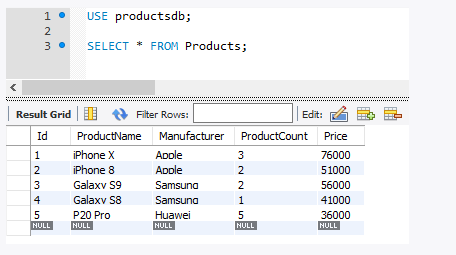 1 USE productsdb;
2
3 SELECT * FROM Products;
Result Grid Filter Rows: Edit:
Id ProductName Manufacturer ProductCount Price
1 iPhone X Apple 3 76000
2 iPhone 8 Apple 2 51000
3 Galaxy S9 Samsung 2 56000
4 Galaxy S8 Samsung 1 41000
5 P20 Pro Huawei 5 36000
NULL NULL NULL NULL NULL